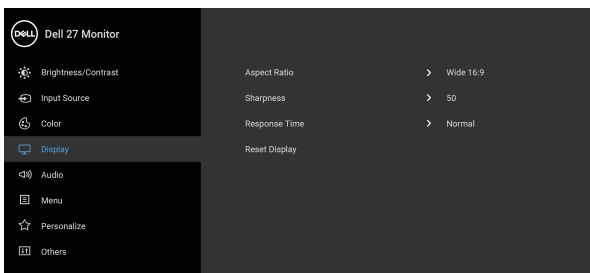 DELL Dell 27 Monitor
Brightness/Contrast
Aspect Ratio Wide 16:9
Input Source
Sharpness 50
Color
Response Time Normal
Display
Reset Display
Audio
Menu
Personalize
Others